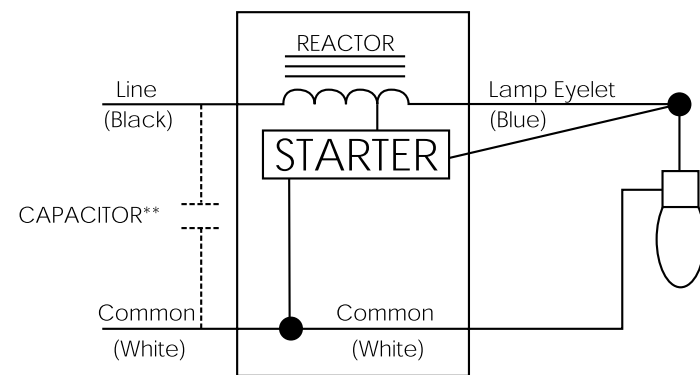 REACTOR
Line
(Black)
Lamp Eyelet
(Blue)
STARTER
CAPACITOR**
Common
(White)
Common
(White)